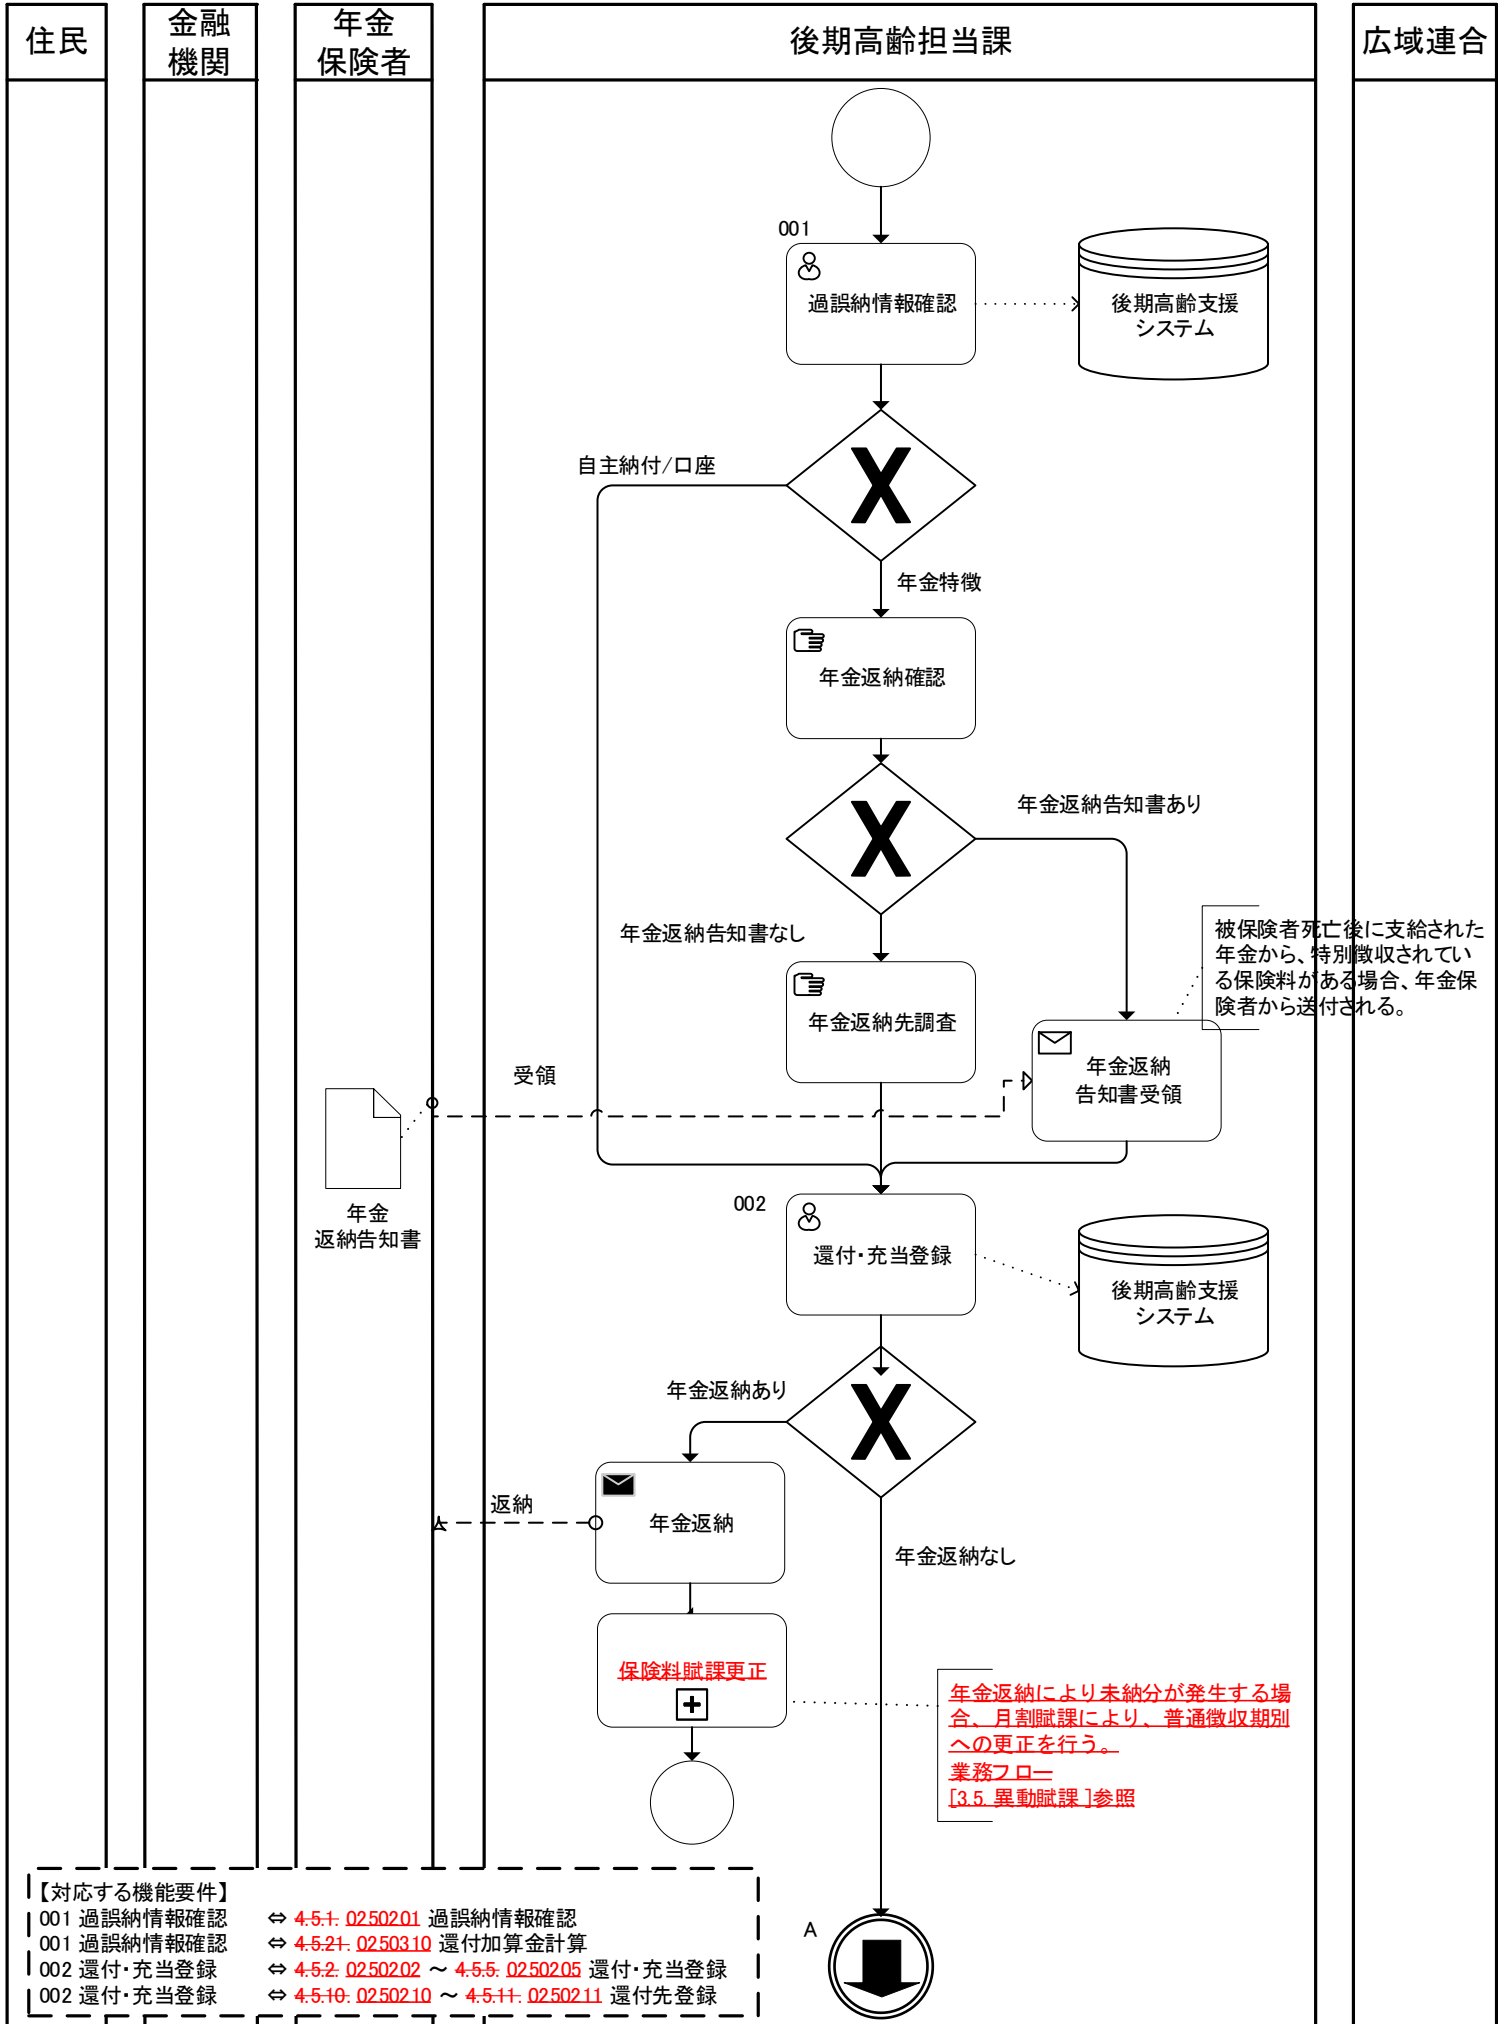 住民
金融
機関
年金
保険者
後期高齢担当課
広域連合
001
過誤納情報確認
後期高齢支援
システム
自主納付/口座
年金特徴
年金返納確認
年金返納告知書あり
年金返納告知書なし
被保険者死亡後に支給された
年金から、特別徴収されてい
る保険料がある場合、年金保
険者から送付される。
年金返納先調査
受領
年金返納
告知書受領
年金
返納告知書
002
還付・充当登録
後期高齢支援
システム
年金返納あり
返納
年金返納
年金返納なし
保険料賦課更正
年金返納により未納分が発生する場
合、月割賦課により、普通徴収期別
への更正を行う。
業務フロー
[3.5. 異動賦課 ]参照
【対応する機能要件】
001 過誤納情報確認 ⇔ 4.5.1. 0250201 過誤納情報確認
001 過誤納情報確認 ⇔ 4.5.21. 0250310 還付加算金計算
002 還付・充当登録 ⇔ 4.5.2. 0250202 ～ 4.5.5. 0250205 還付・充当登録
002 還付・充当登録 ⇔ 4.5.10. 0250210 ～ 4.5.11. 0250211 還付先登録
A